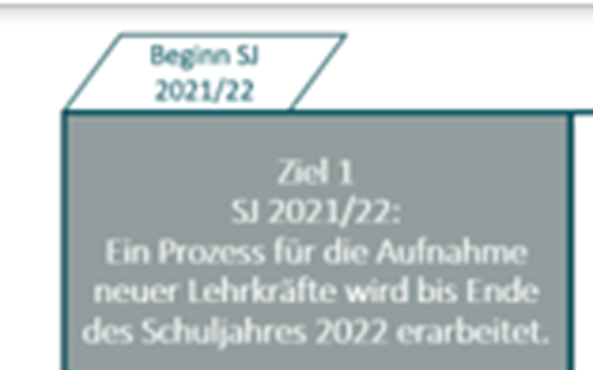 Beginn SJ
2021/22
Ziel 1
SJ 2021/22:
Ein Prozess für die Aufnahme
neuer Lehrkräfte wird bis Ende
des Schuljahres 2022 erarbeitet.